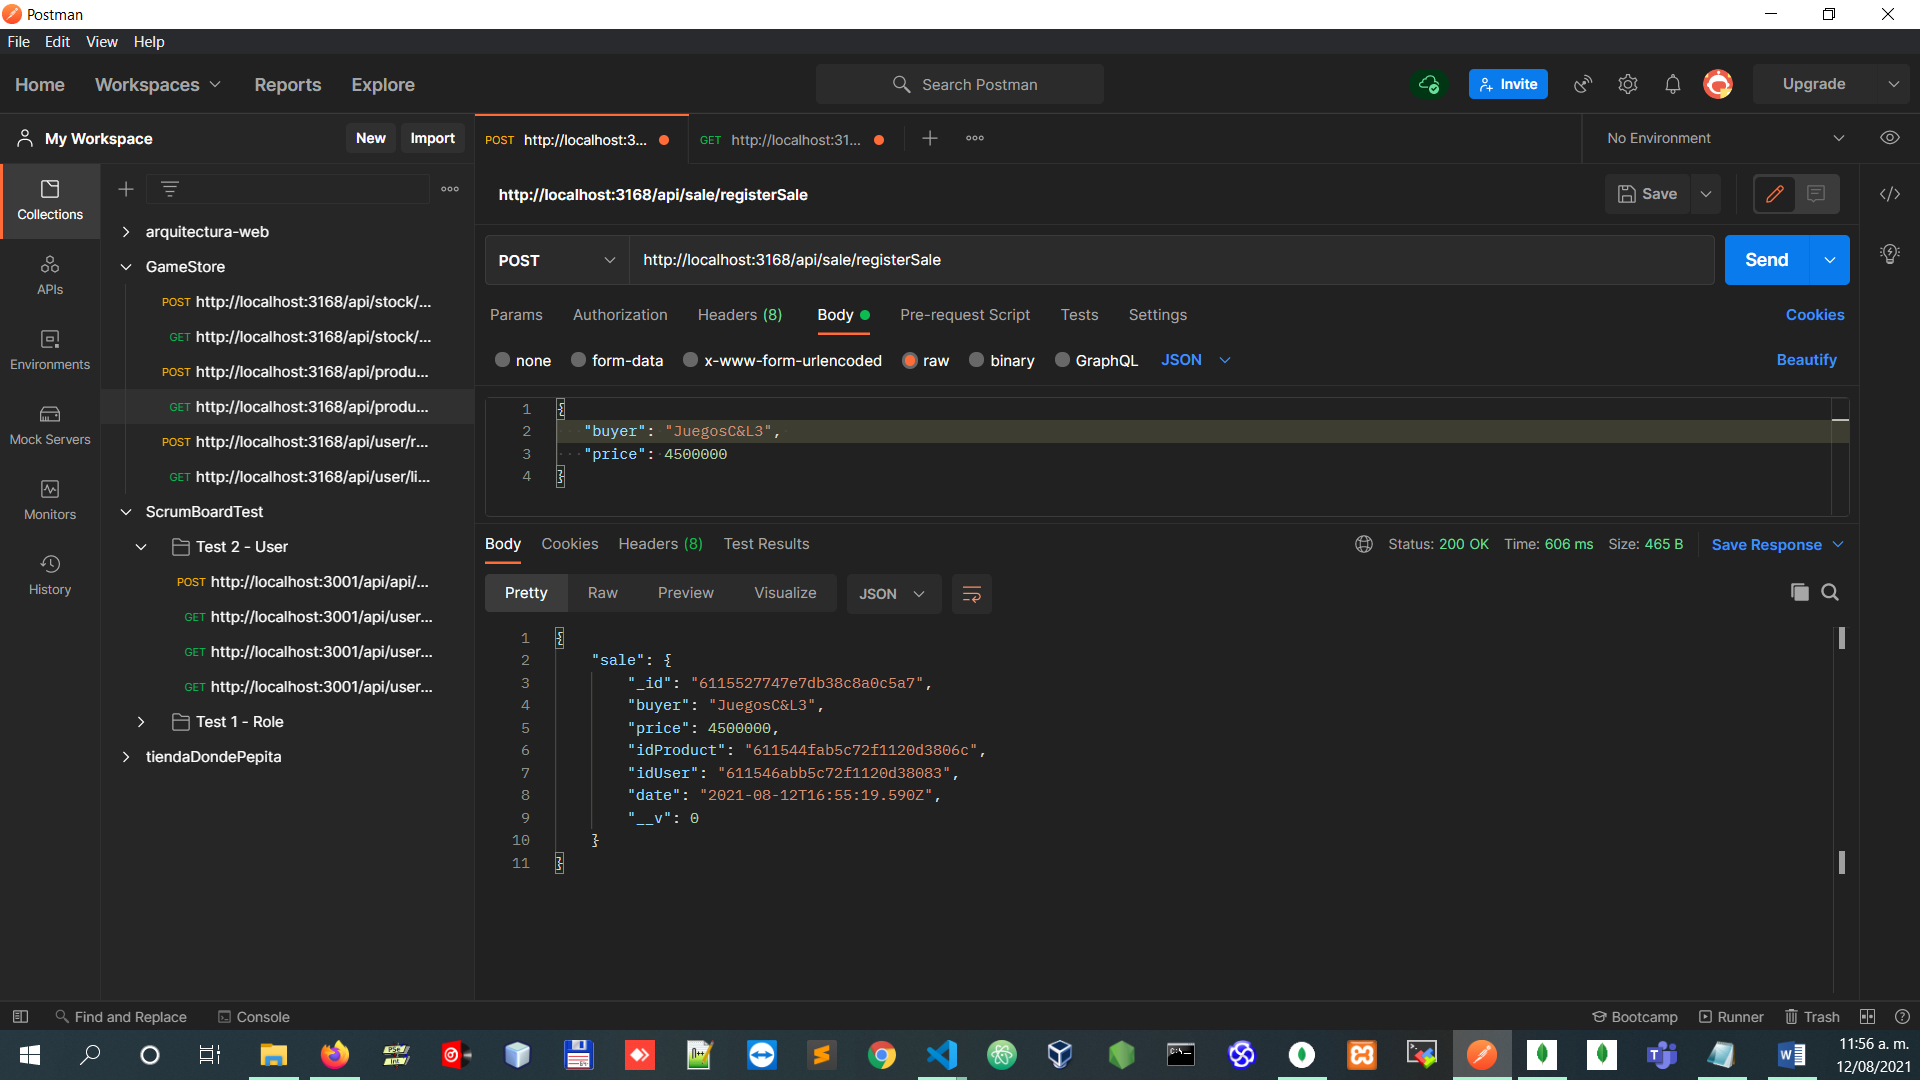 Postman
File Edit View Help
Home Workspaces Reports Explore Search Postman Invite Upgrade
My Workspace New Import POST http://localhost:3... GET http://localhost:31... No Environment
Collections
APIs
Environments
Mock Servers
Monitors
History
arquitectura-web
GameStore
POST http://localhost:3168/api/stock/...
GET http://localhost:3168/api/stock/...
POST http://localhost:3168/api/produ...
GET http://localhost:3168/api/produ...
POST http://localhost:3168/api/user/r...
GET http://localhost:3168/api/user/li...
ScrumBoardTest
Test 2 - User
POST http://localhost:3001/api/api/...
GET http://localhost:3001/api/user...
GET http://localhost:3001/api/user...
GET http://localhost:3001/api/user...
Test 1 - Role
tiendaDondePepita
http://localhost:3168/api/sale/registerSale Save
POST http://localhost:3168/api/sale/registerSale Send
Params Authorization Headers (8) Body Pre-request Script Tests Settings Cookies
none form-data x-www-form-urlencoded raw binary GraphQL JSON Beautify
1 {
2 "buyer": "JuegosC&L3",
3 "price": 4500000
4 }
Body Cookies Headers (8) Test Results Status: 200 OK Time: 606 ms Size: 465 B Save Response
Pretty Raw Preview Visualize JSON
1 {
2 "sale": {
3 "_id": "6115527747e7db38c8a0c5a7",
4 "buyer": "JuegosC&L3",
5 "price": 4500000,
6 "idProduct": "611544fab5c72f1120d3806c",
7 "idUser": "611546abb5c72f1120d38083",
8 "date": "2021-08-12T16:55:19.590Z",
9 "__v": 0
10 }
11 }
Find and Replace Console Bootcamp Runner Trash
11:56 a. m.
12/08/2021